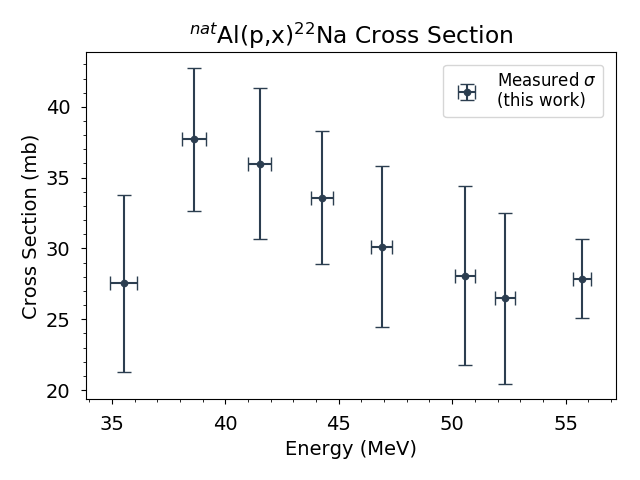 ⁿᵃᵗAl(p,x)²²Na Cross Section
Measured σ
(this work)
Cross Section (mb)
40
35
30
25
20
35 40 45 50 55
Energy (MeV)